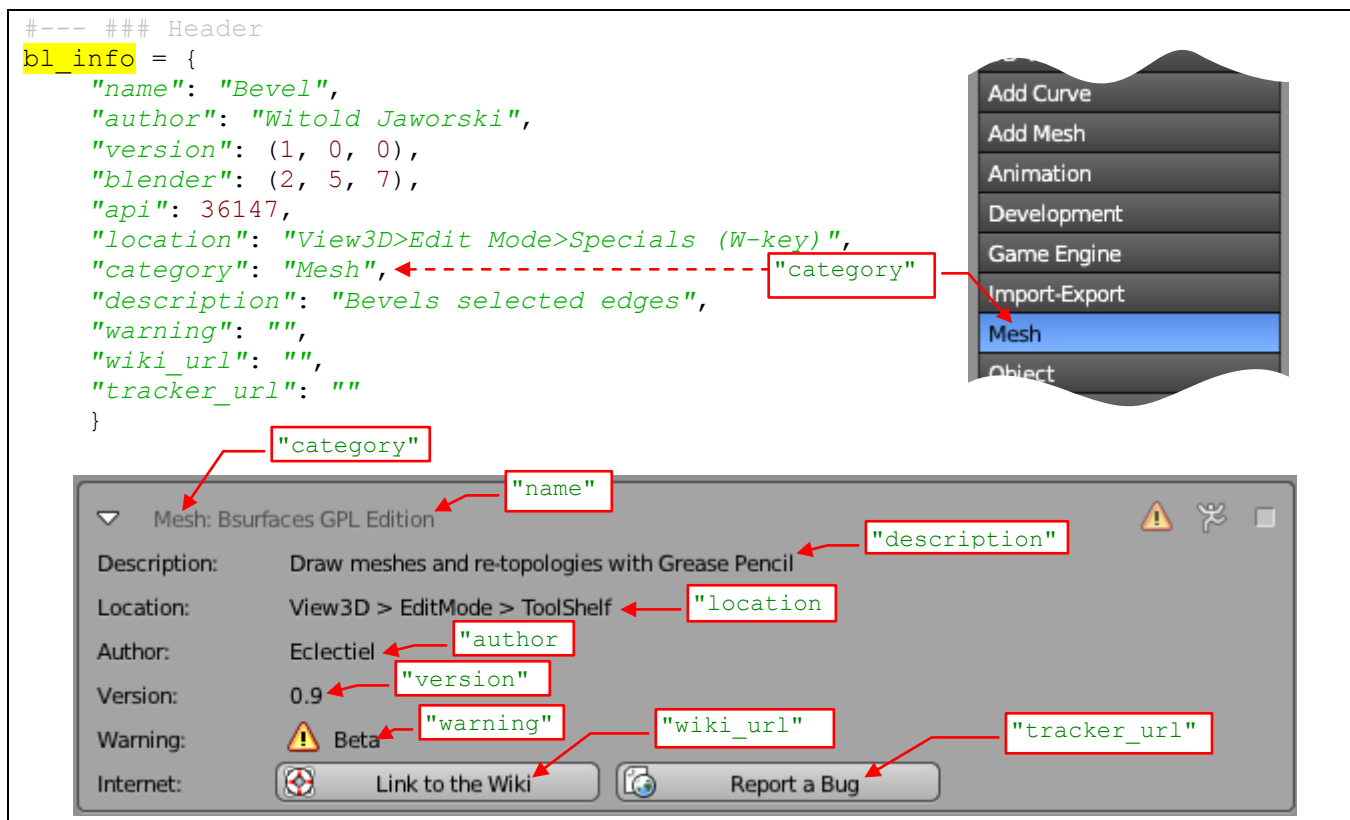 #--- ### Header
bl_info = {
"name": "Bevel",
"author": "Witold Jaworski",
"version": (1, 0, 0),
"blender": (2, 5, 7),
"api": 36147,
"location": "View3D>Edit Mode>Specials (W-key)",
"category": "Mesh",
"description": "Bevels selected edges",
"warning": "",
"wiki_url": "",
"tracker_url": ""
}
"category"
Add Curve
Add Mesh
Animation
Development
Game Engine
Import-Export
Mesh
Object
"category"
"name"
Mesh: Bsurfaces GPL Edition
"description"
Description: Draw meshes and re-topologies with Grease Pencil
Location: View3D > EditMode > ToolShelf
"location
Author: Eclectiel
"author
Version: 0.9
"version"
Warning: Beta
"warning"
"wiki_url"
"tracker_url"
Internet: Link to the Wiki Report a Bug